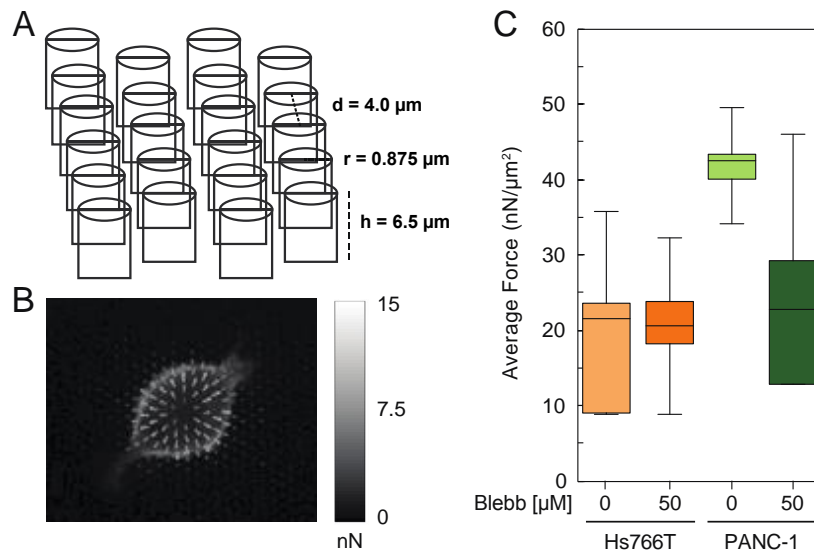 A
d = 4.0 µm
r = 0.875 µm
h = 6.5 µm
B
15
7.5
0
nN
C
Average Force (nN/µm²)
60
50
40
30
20
10
0
Blebb [µM] 0 50 0 50
Hs766T PANC-1